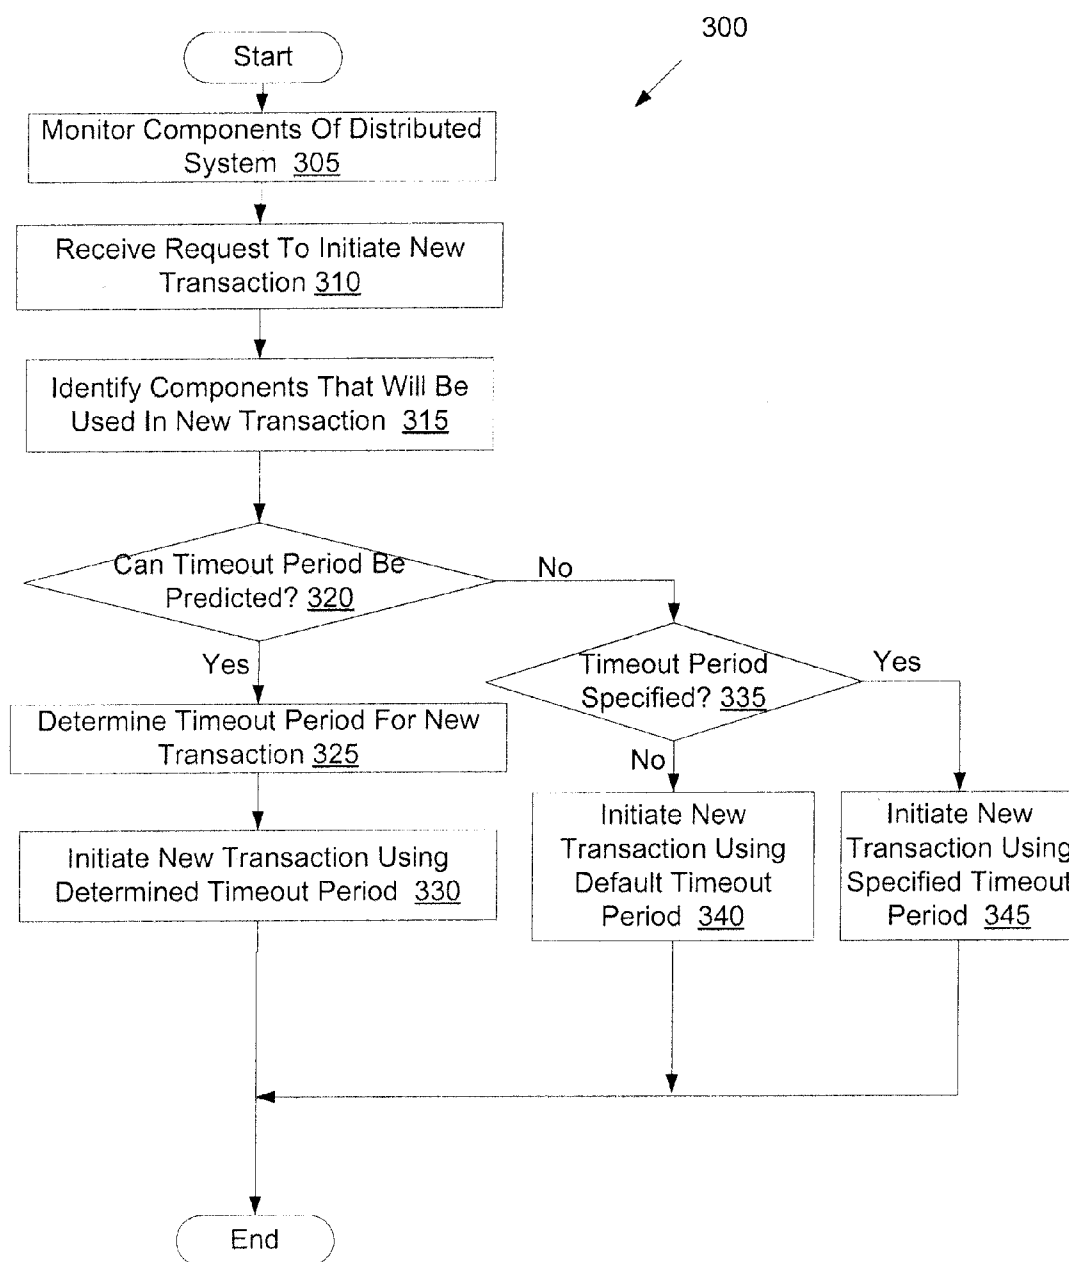 300
Start
Monitor Components Of Distributed
System 305
Receive Request To Initiate New
Transaction 310
Identify Components That Will Be
Used In New Transaction 315
Can Timeout Period Be
Predicted? 320
No
Yes
Timeout Period
Specified? 335
Yes
No
Determine Timeout Period For New
Transaction 325
Initiate New Transaction Using
Determined Timeout Period 330
Initiate New
Transaction Using
Default Timeout
Period 340
Initiate New
Transaction Using
Specified Timeout
Period 345
End